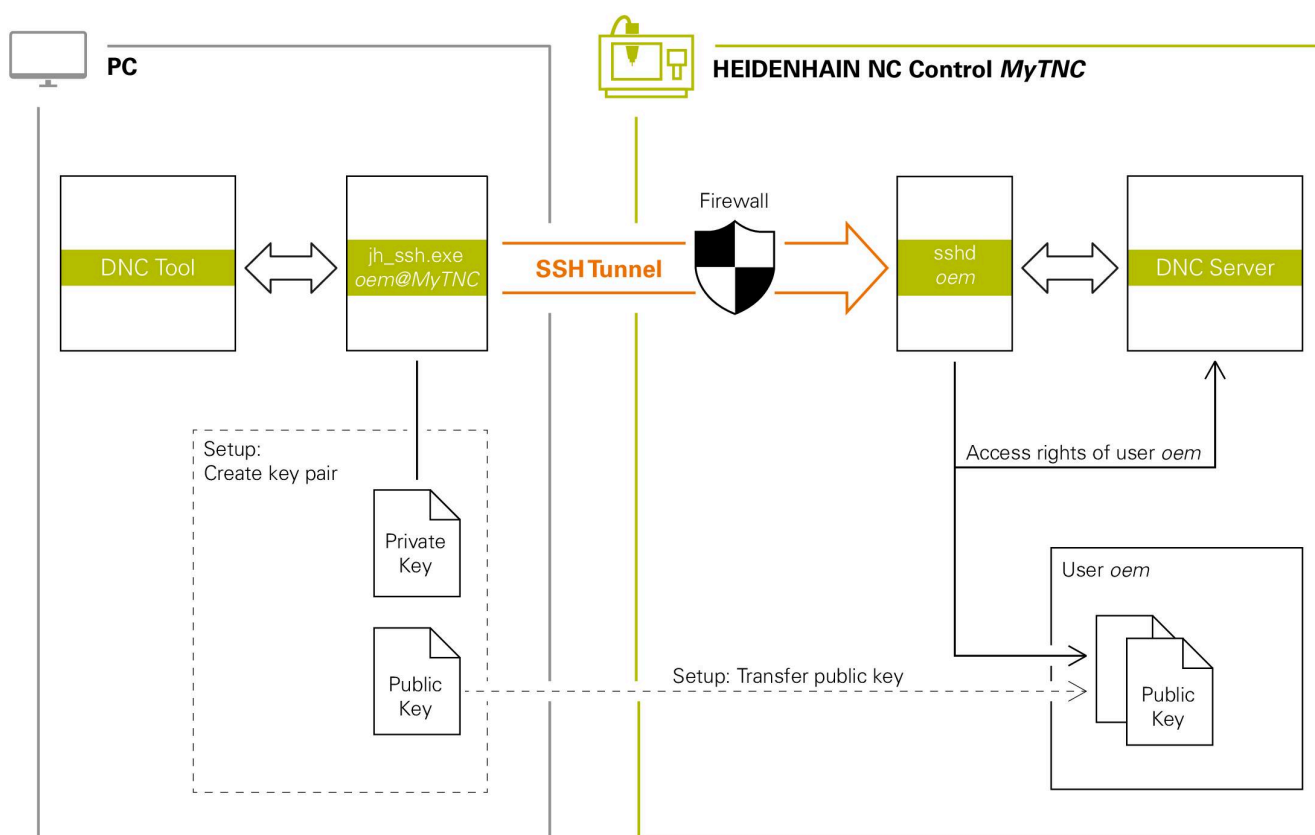 PC
HEIDENHAIN NC Control MyTNC
Firewall
DNC Tool
jh_ssh.exe
oem@MyTNC
SSH Tunnel
sshd
oem
DNC Server
Setup:
Create key pair
Access rights of user oem
Private
Key
User oem
Public
Key
Setup: Transfer public key
Public
Key